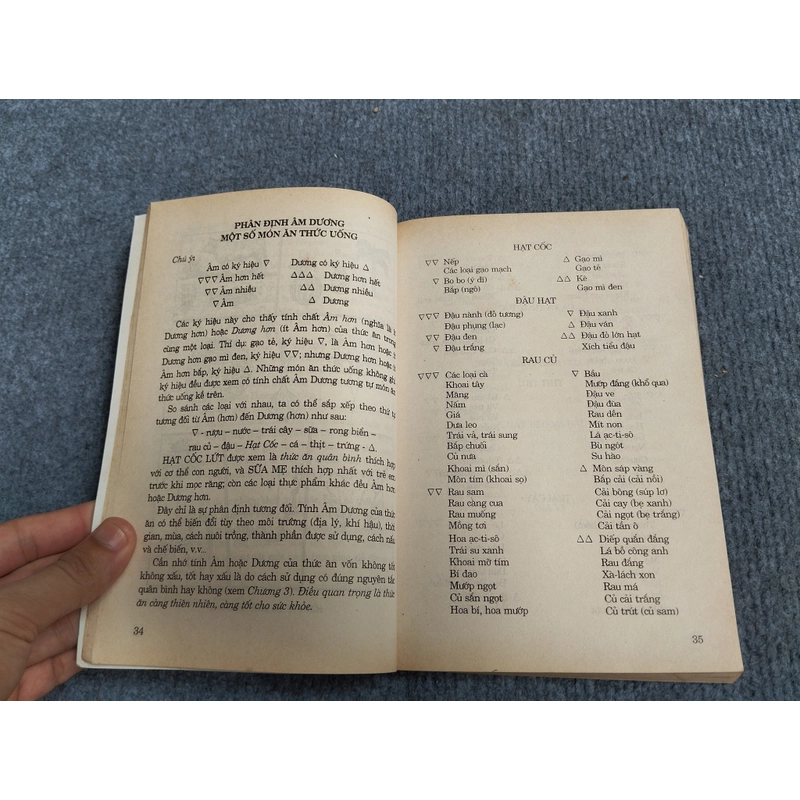 PHÂN ĐỊNH ÂM DƯƠNG
MỘT SỐ MÓN ĂN THỨC UỐNG
Chú ý:
Âm có ký hiệu ▽ Dương có ký hiệu △
▽▽▽ Âm hơn hết △△△ Dương hơn hết
▽▽ Âm nhiều △△ Dương nhiều
▽ Âm △ Dương
Các ký hiệu này cho thấy tính chất Âm hơn (nghĩa là ít
Dương hơn) hoặc Dương hơn (ít Âm hơn) của thức ăn trong
cùng một loại. Thí dụ: gạo tẻ, ký hiệu ▽, là Âm hơn hoặc ít
Dương hơn gạo mì đen, ký hiệu ▽▽; nhưng Dương hơn hoặc ít
Âm hơn bắp, ký hiệu △. Những món ăn thức uống không ghi
ký hiệu đều được xem có tính chất Âm Dương tương tự món ăn
thức uống kề trên.
So sánh các loại với nhau, ta có thể sắp xếp theo thứ tự
tương đối từ Âm (hơn) đến Dương (hơn) như sau:
▽ - rượu – nước – trái cây – sữa – rong biển –
rau củ – đậu – Hạt Cốc – cá – thịt – trứng - △.
HẠT CỐC LỨT được xem là thức ăn quân bình thích hợp
với cơ thể con người, và SỮA MẸ thích hợp nhất với trẻ em
trước khi mọc răng; còn các loại thực phẩm khác đều Âm hơn
hoặc Dương hơn.
Đây chỉ là sự phân định tương đối. Tính Âm Dương của thức
ăn có thể biến đổi tùy theo môi trường (địa lý, khí hậu), thời
gian, mùa, cách nuôi trồng, thành phần được sử dụng, cách nấu
và chế biến, v.v...
Cần nhớ tính Âm hoặc Dương của thức ăn vốn không tốt
không xấu, tốt hay xấu là do cách sử dụng có đúng nguyên tắc
quân bình hay không (xem Chương 3). Điều quan trọng là thức
ăn càng thiên nhiên, càng tốt cho sức khỏe.
34
HẠT CỐC
▽▽ Nếp △ Gạo mì
Các loại gạo mạch Gạo tẻ
▽ Bo bo (ý dĩ) △△ Kê
Bắp (ngô) Gạo mì đen
ĐẬU HẠT
▽▽▽ Đậu nành (đỗ tương) ▽ Đậu xanh
Đậu phụng (lạc) △ Đậu ván
▽▽ Đậu đen △△ Đậu đỏ lớn hạt
▽ Đậu trắng Xích tiểu đậu
RAU CỦ
▽▽▽ Các loại cà ▽ Bầu
Khoai tây Mướp đắng (khổ qua)
Măng Đậu ve
Nấm Đậu đũa
Giá Rau dền
Dưa leo Mít non
Trái vả, trái sung Lá ac-ti-sô
Bắp chuối Bù ngót
Củ nưa Su hào
Khoai mì (sắn) △ Môn sáp vàng
Môn tím (khoai sọ) Bắp cải (cải nồi)
▽▽ Rau sam Cải bông (súp lơ)
Rau càng cua Cải cay (bẹ xanh)
Rau muống Cải ngọt (bẹ trắng)
Mồng tơi Cải tần ô
Hoa ac-ti-sô △△ Diếp quắn đắng
Trái su xanh Lá bồ công anh
Khoai mỡ tím Rau đắng
Bí đao Xà-lách xon
Mướp ngọt Rau má
Củ sắn ngọt Củ cải trắng
Hoa bí, hoa mướp Củ trút (củ sam)
35